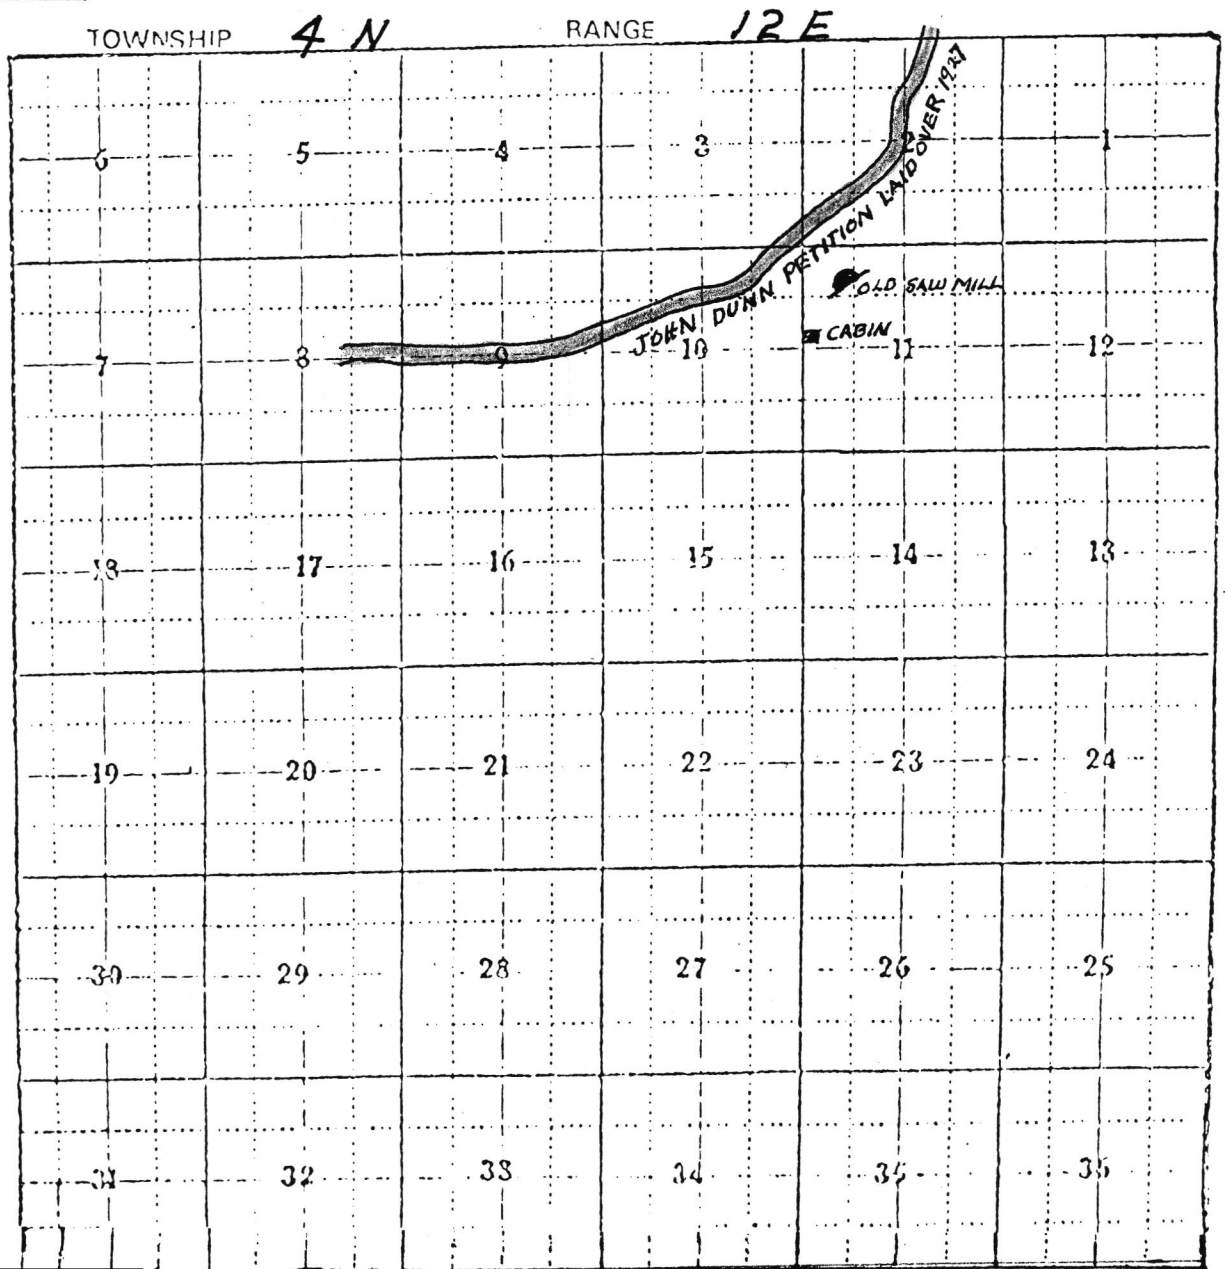 TOWNSHIP 4 N RANGE 12 E
6 5 4 3 2 1
JOHN DUNN PETITION LAID OVER 1927
OLD SAW MILL
CABIN
7 8 9 10 11 12
18 17 16 15 14 13
19 20 21 22 23 24
30 29 28 27 26 25
31 32 33 34 35 36